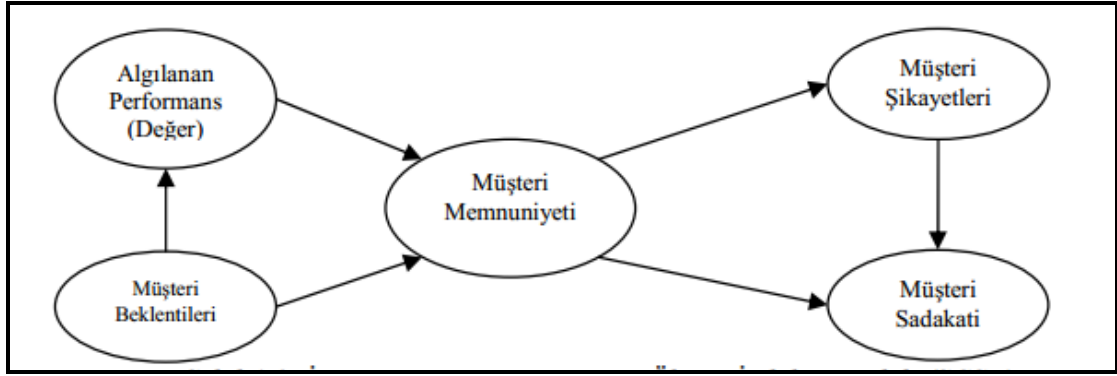 Algılanan
Performans
(Değer)
Müşteri
Beklentileri
Müşteri
Memnuniyeti
Müşteri
Şikayetleri
Müşteri
Sadakati